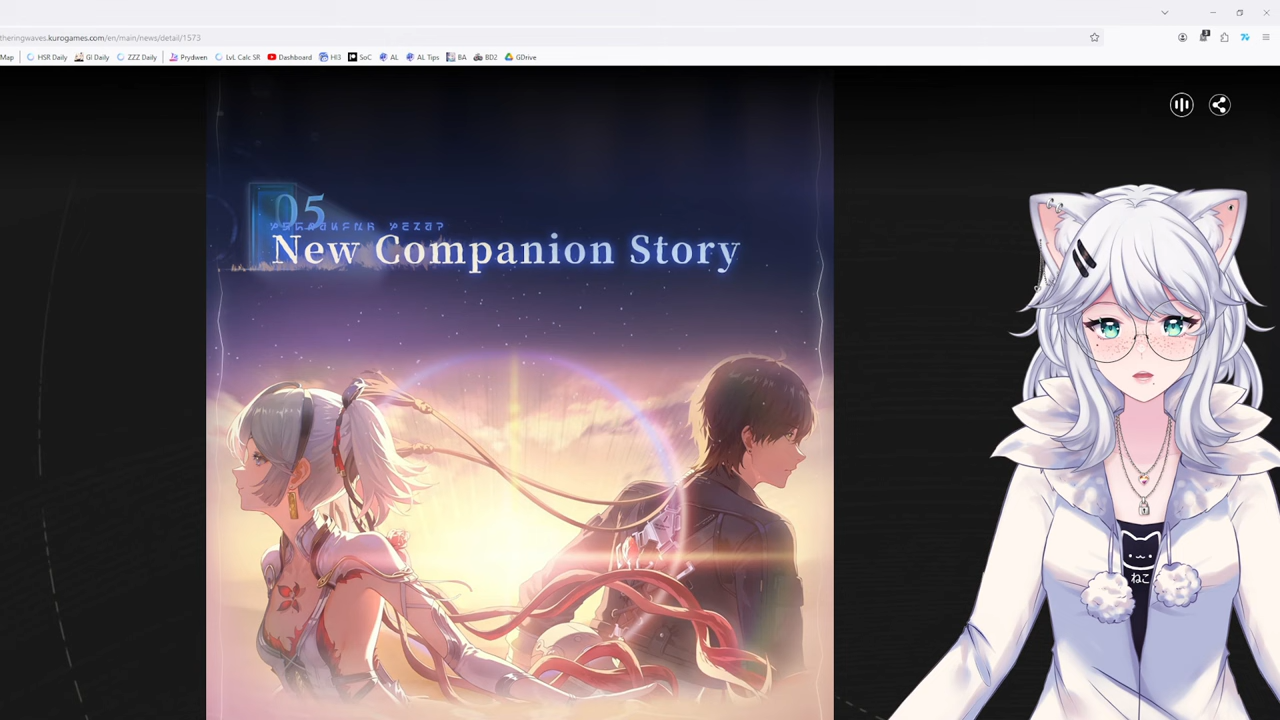 theringwaves.kurogames.com/en/main/news/detail/1573
Map HSR Daily GI Daily ZZZ Daily Prydwen LvL Calc SR Dashboard HI3 SoC AL AL Tips BA BD2 GDrive
05
New Companion Story
ねこ